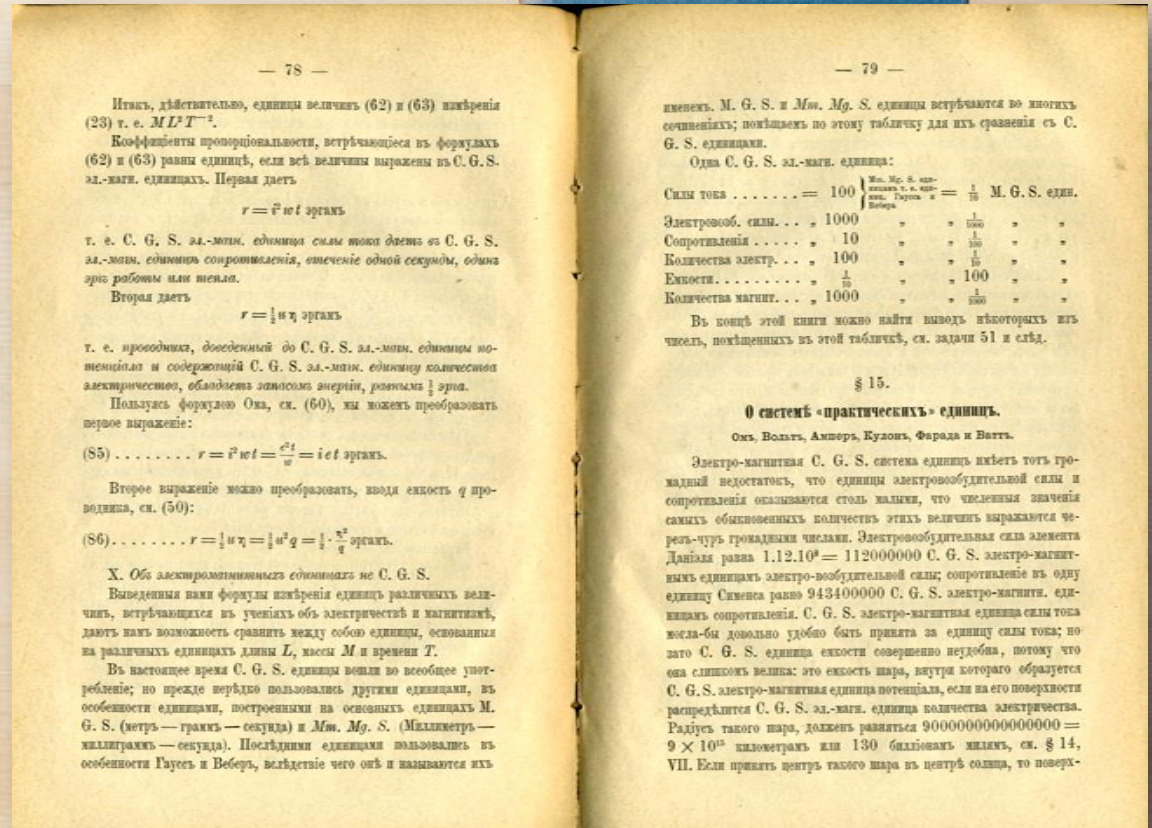 — 78 —
Итакъ, дѣйствительно, единицы величинъ (62) и (63) измѣренія
(23) т. е. ML²T⁻².
Коэффиціенты пропорціональности, встрѣчающіеся въ формулахъ
(62) и (63) равны единицѣ, если всѣ величины выражены въ C. G. S.
эл.-магн. единицахъ. Первая даетъ
r = i² w t эргамъ
т. е. C. G. S. эл.-магн. единица силы тока даетъ въ C. G. S.
эл.-магн. единицѣ сопротивленія, втеченіе одной секунды, одинъ
эргъ работы или тепла.
Вторая даетъ
r = ½ u η эргамъ
т. е. проводникъ, доведенный до C. G. S. эл.-магн. единицы по-
тенціала и содержащій C. G. S. эл.-магн. единицу количества
электричества, обладаетъ запасомъ энергіи, равнымъ ½ эрга.
Пользуясь формулою Ома, см. (60), мы можемъ преобразовать
первое выраженіе:
(85) . . . . . . . . r = i² w t = e² t / w = i e t эргамъ.
Второе выраженіе можно преобразовать, вводя емкость q про-
водника, см. (50):
(86) . . . . . . . . r = ½ u η = ½ u² q = ½ · η² / q эргамъ.
X. Объ электромагнитныхъ единицахъ не C. G. S.
Выведенныя нами формулы измѣренія единицъ различныхъ вели-
чинъ, встрѣчающихся въ ученіяхъ объ электричествѣ и магнитизмѣ,
даютъ намъ возможность сравнить между собою единицы, основанныя
на различныхъ единицахъ длины L, массы M и времени T.
Въ настоящее время C. G. S. единицы вошли во всеобщее упот-
ребленіе; но прежде нерѣдко пользовались другими единицами, въ
особенности единицами, построенными на основныхъ единицахъ M.
G. S. (метръ — граммъ — секунда) и Mm. Mg. S. (Миллиметръ —
миллиграммъ — секунда). Послѣдними единицами пользовались въ
особенности Гауссъ и Веберъ, вслѣдствіе чего онѣ и называются ихъ
— 79 —
именемъ. M. G. S. и Mm. Mg. S. единицы встрѣчаются во многихъ
сочиненіяхъ; помѣщаемъ по этому табличку для ихъ сравненія съ C.
G. S. единицами.
Одна C. G. S. эл.-магн. единица:
Силы тока . . . . . . . = 100 } Mm. Mg. S. еди-ницамъ т. е. еди-ниц. Гаусса и Вебера = 1/10 M. G. S. един.
Электровозб. силы. . . „ 1000 „ „ 1/1000 „ „
Сопротивленія . . . . . „ 10 „ „ 1/100 „ „
Количества электр. . . „ 100 „ „ 1/10 „ „
Емкости. . . . . . . . . „ 1/10 „ „ 100 „ „
Количества магнит. . . „ 1000 „ „ 1/1000 „ „
Въ концѣ этой книги можно найти выводъ нѣкоторыхъ изъ
чиселъ, помѣщенныхъ въ этой табличкѣ, см. задачи 51 и слѣд.
§ 15.
О системѣ «практическихъ» единицъ.
Омъ, Вольтъ, Амперъ, Кулонъ, Фарада и Ваттъ.
Электро-магнитная C. G. S. система единицъ имѣетъ тотъ гро-
мадный недостатокъ, что единицы электровозбудительной силы и
сопротивленія оказываются столь малыми, что численныя значенія
самыхъ обыкновенныхъ количествъ этихъ величинъ выражаются че-
резъ-чуръ громадными числами. Электровозбудительная сила элемента
Даніэля равна 1.12.10⁸ = 112000000 C. G. S. электро-магнит-
нымъ единицамъ электро-возбудительной силы; сопротивленіе въ одну
единицу Сименса равно 943400000 C. G. S. электро-магнитн. еди-
ницамъ сопротивленія. C. G. S. электро-магнитная единица силы тока
могла-бы довольно удобно быть принята за единицу силы тока; но
зато C. G. S. единица емкости совершенно неудобна, потому что
она слишкомъ велика: это емкость шара, внутри котораго образуется
C. G. S. электро-магнитная единица потенціала, если на его поверхности
распредѣлится C. G. S. эл.-магн. единица количества электричества.
Радіусъ такого шара, долженъ равняться 9000000000000000 =
9 × 10¹⁵ километрамъ или 130 билліонамъ милямъ, см. § 14,
VII. Если принять центръ такого шара въ центрѣ солнца, то поверх-